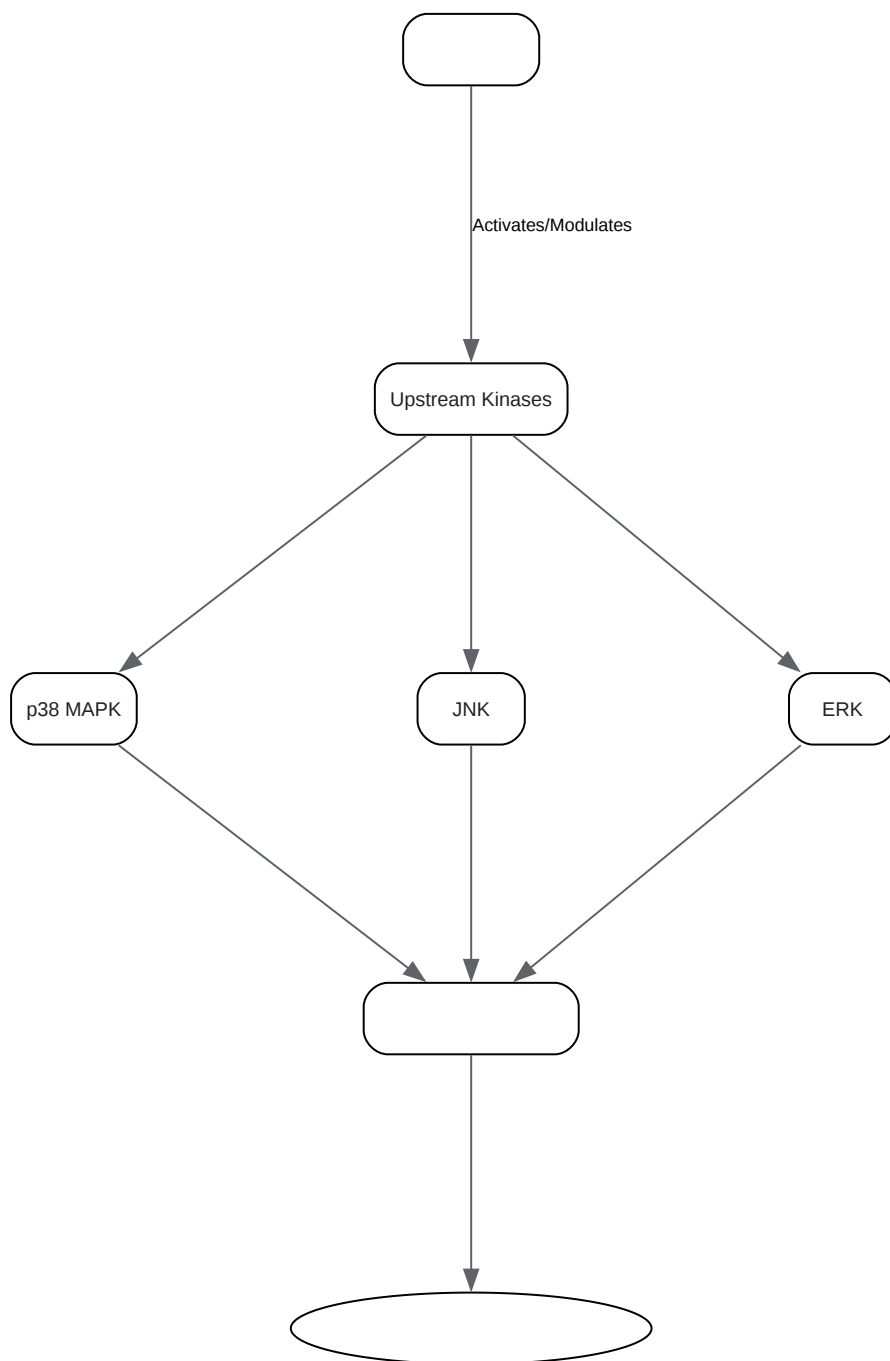 Activates/Modulates
Upstream Kinases
p38 MAPK
JNK
ERK